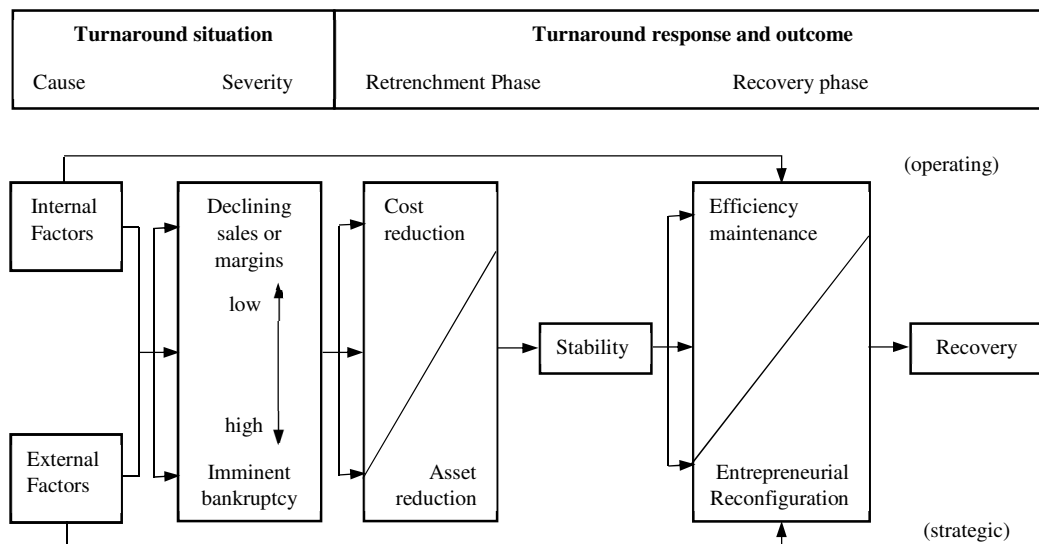 Turnaround situation
Turnaround response and outcome
Cause
Severity
Retrenchment Phase
Recovery phase
(operating)
Internal
Factors
Declining
sales or
margins
low
high
Imminent
bankruptcy
Cost
reduction
Asset
reduction
Stability
Efficiency
maintenance
Entrepreneurial
Reconfiguration
Recovery
External
Factors
(strategic)